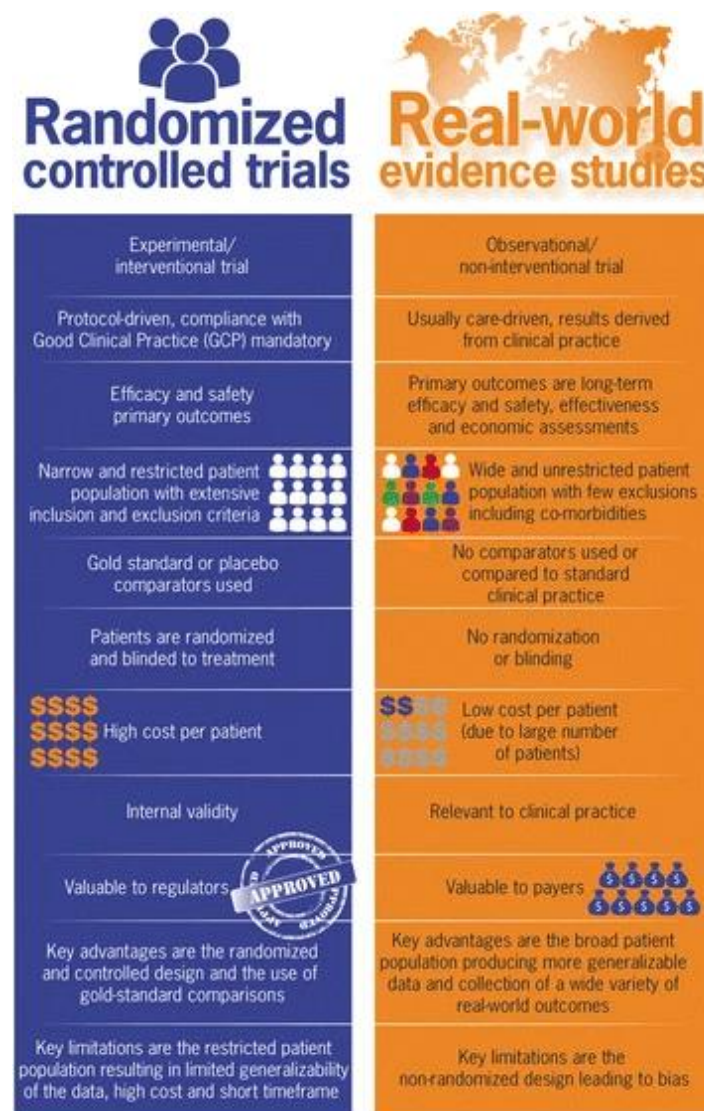 Randomized
controlled trials
Real-world
evidence studies
Experimental/
interventional trial
Observational/
non-interventional trial
Protocol-driven, compliance with
Good Clinical Practice (GCP) mandatory
Usually care-driven, results derived
from clinical practice
Efficacy and safety
primary outcomes
Primary outcomes are long-term
efficacy and safety, effectiveness
and economic assessments
Narrow and restricted patient
population with extensive
inclusion and exclusion criteria
Wide and unrestricted patient
population with few exclusions
including co-morbidities
Gold standard or placebo
comparators used
No comparators used or
compared to standard
clinical practice
Patients are randomized
and blinded to treatment
No randomization
or blinding
$$$$
$$$$
$$$$
High cost per patient
$$$$
$$$$
$$$$
Low cost per patient
(due to large number
of patients)
Internal validity
Relevant to clinical practice
Valuable to regulators
APPROVED
APPROVED
APPROVED
Valuable to payers
$ $ $ $
$ $ $ $ $
Key advantages are the randomized
and controlled design and the use of
gold-standard comparisons
Key advantages are the broad patient
population producing more generalizable
data and collection of a wide variety of
real-world outcomes
Key limitations are the restricted patient
population resulting in limited generalizability
of the data, high cost and short timeframe
Key limitations are the
non-randomized design leading to bias